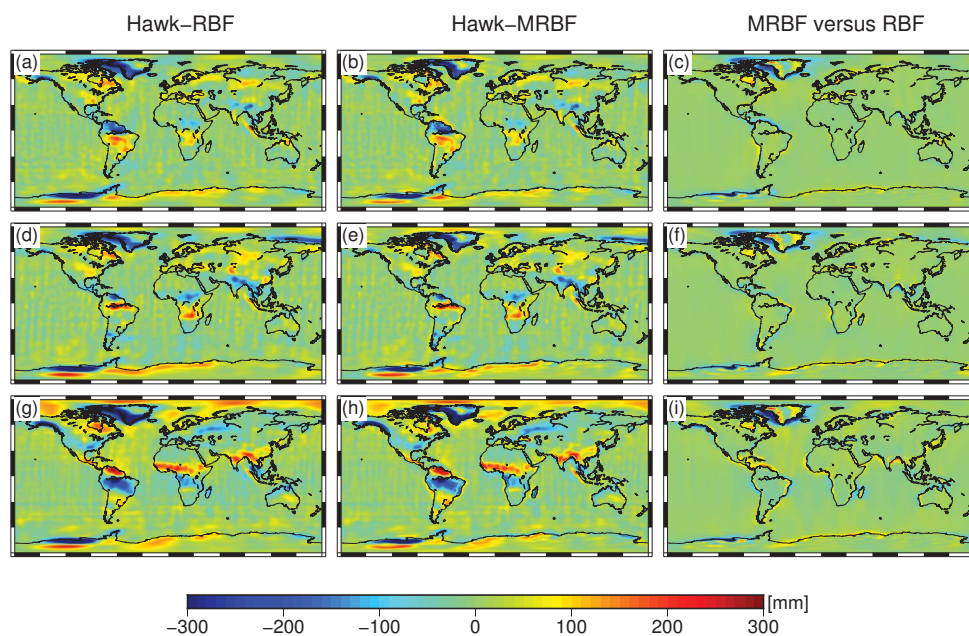 Hawk−RBF Hawk−MRBF MRBF versus RBF
(a) (b) (c)
(d) (e) (f)
(g) (h) (i)
[mm]
−300 −200 −100 0 100 200 300